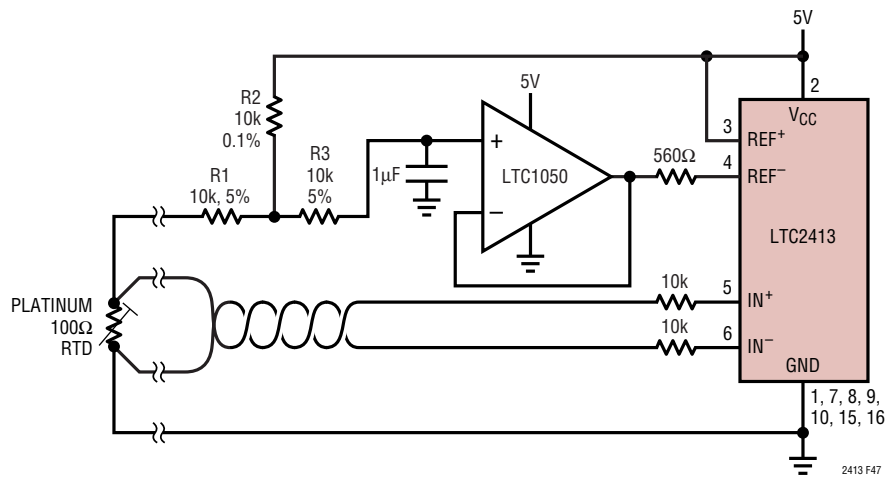 5V
2
V_CC
R2
10k
0.1%
R3
10k
5%
R1
10k, 5%
1µF
5V
+
−
LTC1050
560Ω
3
REF⁺
4
REF⁻
LTC2413
PLATINUM
100Ω
RTD
10k
5
IN⁺
10k
6
IN⁻
GND
1, 7, 8, 9,
10, 15, 16
2413 F47